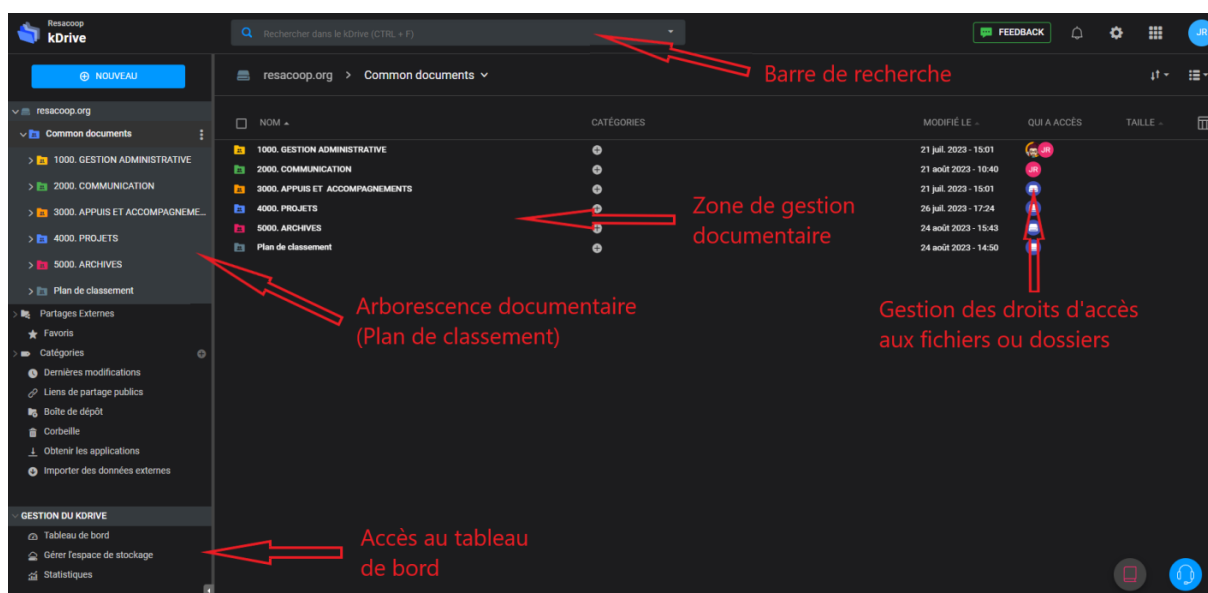 Resacoop
kDrive
Rechercher dans le kDrive (CTRL + F)
FEEDBACK
JR
NOUVEAU
resacoop.org > Common documents
Barre de recherche
resacoop.org
Common documents
1000. GESTION ADMINISTRATIVE
2000. COMMUNICATION
3000. APPUIS ET ACCOMPAGNEME...
4000. PROJETS
5000. ARCHIVES
Plan de classement
Partages Externes
Favoris
Catégories
Dernières modifications
Liens de partage publics
Boîte de dépôt
Corbeille
Obtenir les applications
Importer des données externes
GESTION DU KDRIVE
Tableau de bord
Gérer l'espace de stockage
Statistiques
NOM CATÉGORIES MODIFIÉ LE QUI A ACCÈS TAILLE
1000. GESTION ADMINISTRATIVE 21 juil. 2023 - 15:01 JR
2000. COMMUNICATION 21 août 2023 - 10:40 JR
3000. APPUIS ET ACCOMPAGNEMENTS 21 juil. 2023 - 15:01
4000. PROJETS 26 juil. 2023 - 17:24
5000. ARCHIVES 24 août 2023 - 15:43
Plan de classement 24 août 2023 - 14:50
Zone de gestion
documentaire
Arborescence documentaire
(Plan de classement)
Gestion des droits d'accès
aux fichiers ou dossiers
Accès au tableau
de bord